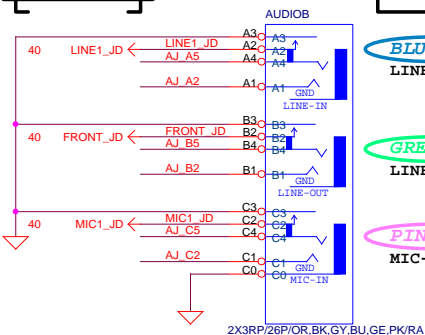 AUDIOB
A3 A3
40 LINE1_JD LINE1_JD A2 A2
AJ_A5 A4 A4
AJ_A2 A1 A1
GND
LINE-IN
BLU
LINE
B3 B3
40 FRONT_JD FRONT_JD B2 B2
AJ_B5 B4 B4
AJ_B2 B1 B1
GND
LINE-OUT
GRE
LINE
C3 C3
40 MIC1_JD MIC1_JD C2 C2
AJ_C5 C4 C4
AJ_C2 C1 C1
GND
C0 C0
MIC-IN
PIN
MIC-
2X3RP/26P/OR,BK,GY,BU,GE,PK/RA